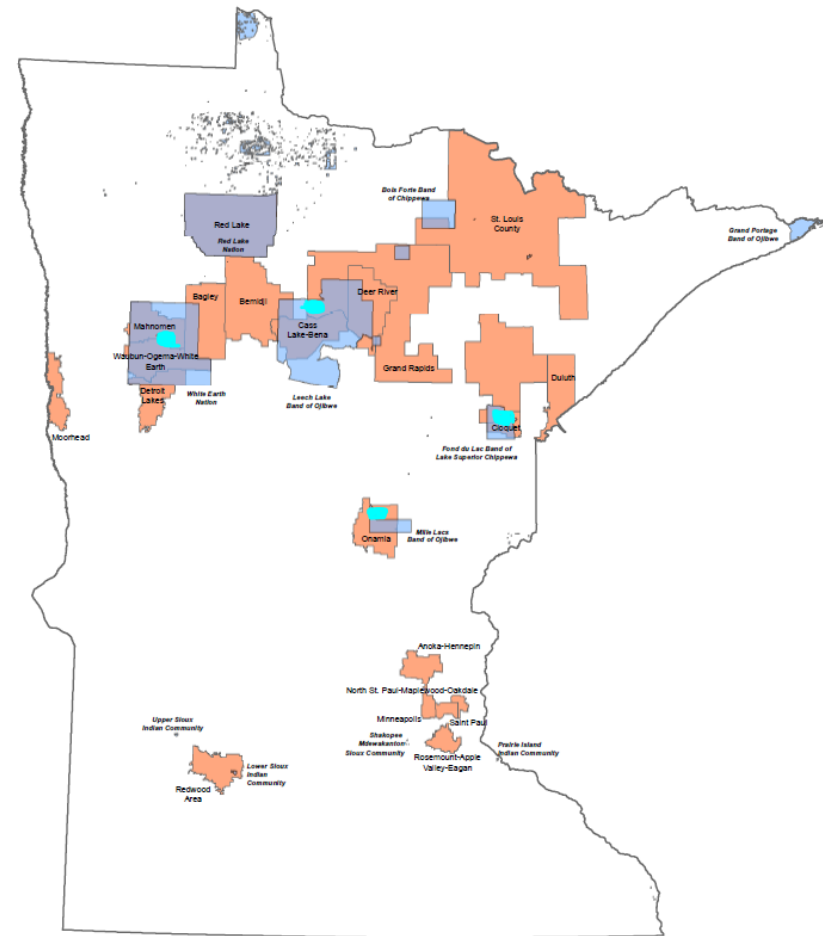 Bois Forte Band
of Chippewa
St. Louis
County
Grand Portage
Band of Ojibwe
Red Lake
Red Lake
Nation
Bagley
Bemidji
Deer River
Mahnomen
Cass
Lake-Bena
Waubun-Ogema-White
Earth
Grand Rapids
Duluth
Detroit
Lakes
White Earth
Nation
Leech Lake
Band of Ojibwe
Moorhead
Cloquet
Fond du Lac Band of
Lake Superior Chippewa
Mille Lacs
Band of Ojibwe
Onamia
Anoka-Hennepin
North St. Paul-Maplewood-Oakdale
Minneapolis
Saint Paul
Upper Sioux
Indian Community
Shakopee
Mdewakanton
Sioux Community
Prairie Island
Indian Community
Rosemount-Apple
Valley-Eagan
Lower Sioux
Indian
Community
Redwood
Area